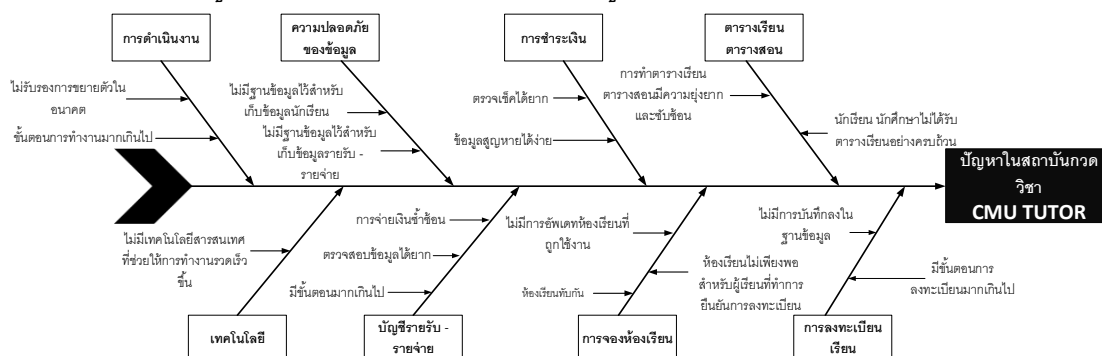 การดำเนินงาน
ความปลอดภัย
ของข้อมูล
การชำระเงิน
ตารางเรียน
ตารางสอน
ไม่รับรองการขยายตัวใน
อนาคต
ขั้นตอนการทำงานมากเกินไป
ไม่มีฐานข้อมูลไว้สำหรับ
เก็บข้อมูลนักเรียน
ไม่มีฐานข้อมูลไว้สำหรับ
เก็บข้อมูลรายรับ -
รายจ่าย
ตรวจเช็คได้ยาก
ข้อมูลสูญหายได้ง่าย
การทำตารางเรียน
ตารางสอนมีความยุ่งยาก
และซับซ้อน
นักเรียน นักศึกษาไม่ได้รับ
ตารางเรียนอย่างครบถ้วน
ปัญหาในสถาบันกวด
วิชา
CMU TUTOR
ไม่มีเทคโนโลยีสารสนเทศ
ที่ช่วยให้การทำงานรวดเร็ว
ขึ้น
การจ่ายเงินซ้ำซ้อน
ตรวจสอบข้อมูลได้ยาก
มีขั้นตอนมากเกินไป
ไม่มีการอัพเดทห้องเรียนที่
ถูกใช้งาน
ห้องเรียนไม่เพียงพอ
สำหรับผู้เรียนที่ทำการ
ยืนยันการลงทะเบียน
ห้องเรียนทับกัน
ไม่มีการบันทึกลงใน
ฐานข้อมูล
มีขั้นตอนการ
ลงทะเบียนมากเกินไป
เทคโนโลยี
บัญชีรายรับ -
รายจ่าย
การจองห้องเรียน
การลงทะเบียน
เรียน